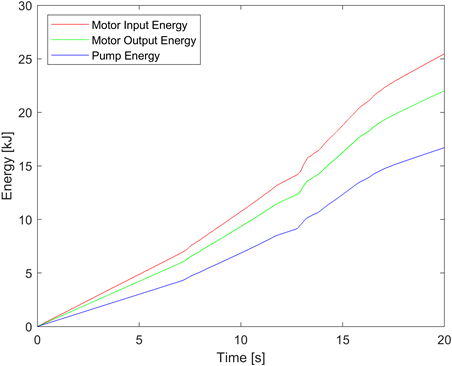 30
25
20
15
10
5
0
Motor Input Energy
Motor Output Energy
Pump Energy
Energy [kJ]
0 5 10 15 20
Time [s]